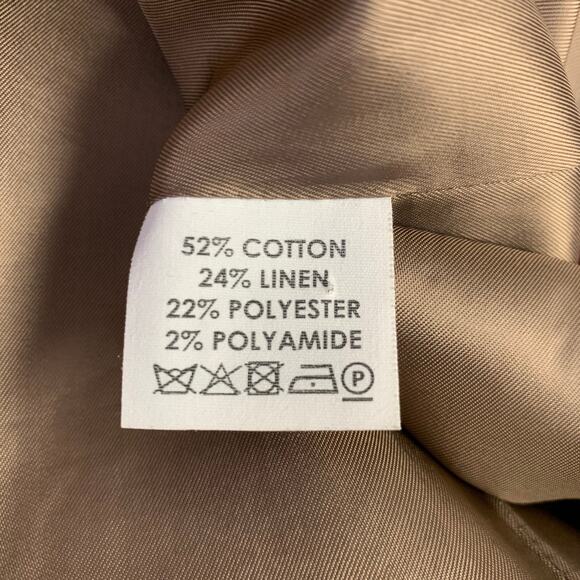 52% COTTON
24% LINEN
22% POLYESTER
2% POLYAMIDE
P